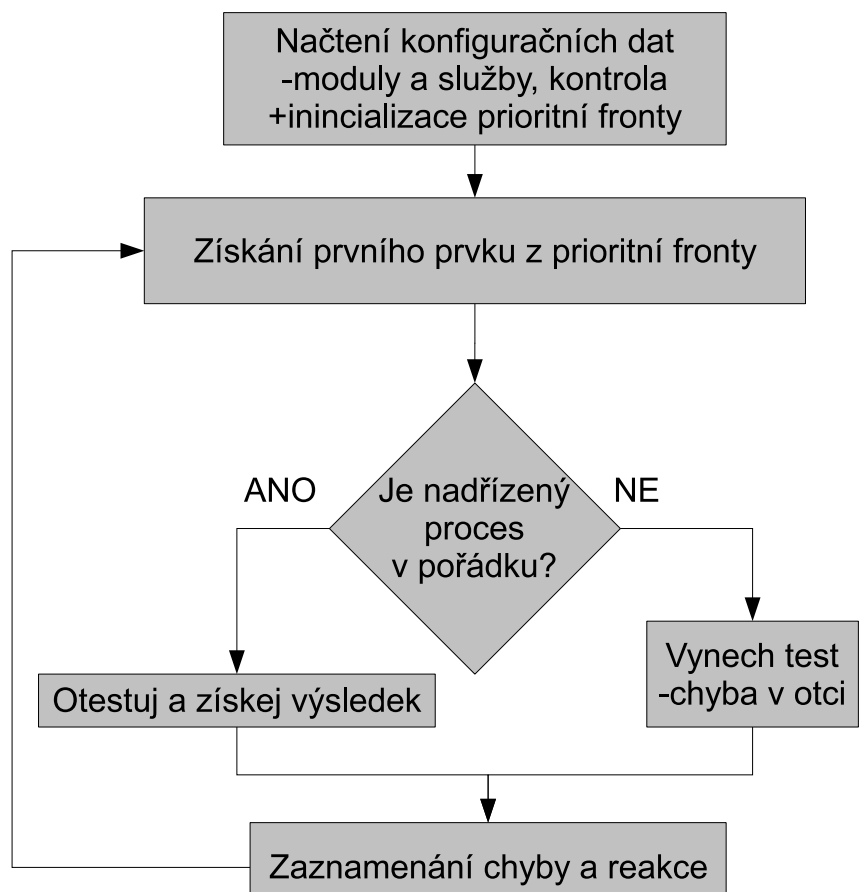 Načtení konfiguračních dat
-moduly a služby, kontrola
+inincializace prioritní fronty
Získání prvního prvku z prioritní fronty
ANO
Je nadřízený
proces
v pořádku?
NE
Otestuj a získej výsledek
Vynech test
-chyba v otci
Zaznamenání chyby a reakce